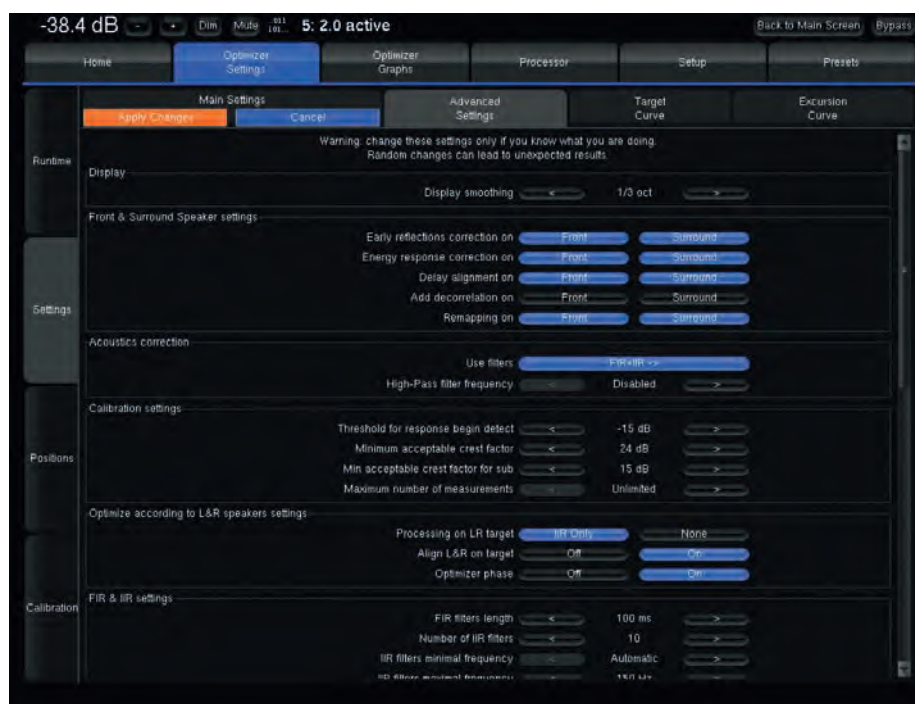 -38.4 dB - + Dim Mute 011 101... 5: 2.0 active Back to Main Screen Bypass
Home Optimizer Settings Optimizer Graphs Processor Setup Presets
Main Settings Advanced Settings Target Curve Excursion Curve
Apply Changes Cancel
Warning: change these settings only if you know what you are doing.
Random changes can lead to unexpected results.
Runtime
Display
Display smoothing < 1/3 oct >
Front & Surround Speaker settings
Early reflections correction on Front Surround
Energy response correction on Front Surround
Delay alignment on Front Surround
Settings
Add decorrelation on Front Surround
Remapping on Front Surround
Acoustics correction
Use filters FIR+IIR ->
High-Pass filter frequency < Disabled >
Calibration settings
Threshold for response begin detect < -15 dB >
Minimum acceptable crest factor < 24 dB >
Positions
Min acceptable crest factor for sub < 15 dB >
Maximum number of measurements < Unlimited >
Optimize according to L&R speakers settings
Processing on LR target IIR Only None
Align L&R on target Off On
Optimizer phase Off On
Calibration
FIR & IIR settings
FIR filters length < 100 ms >
Number of IIR filters < 10 >
IIR filters minimal frequency < Automatic >
IIR filters maximal frequency 150 Hz